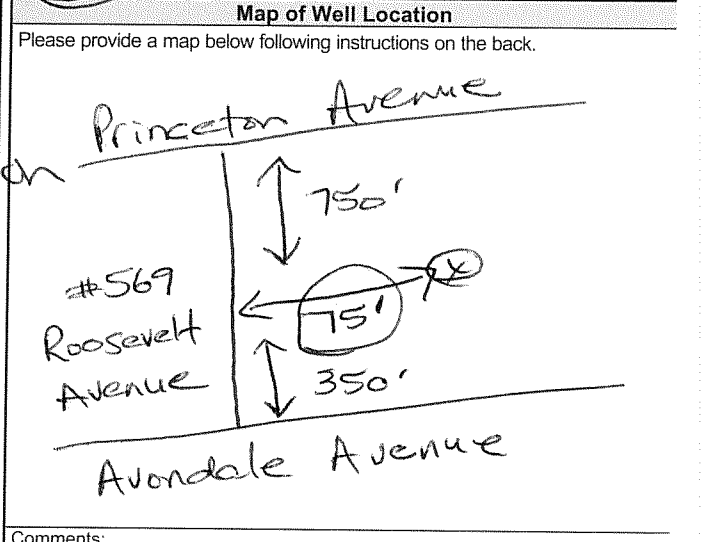 Map of Well Location
Please provide a map below following instructions on the back.
Princeton Avenue
on
750'
#569
Roosevelt
Avenue
X
75'
350'
Avondale Avenue
Comments: